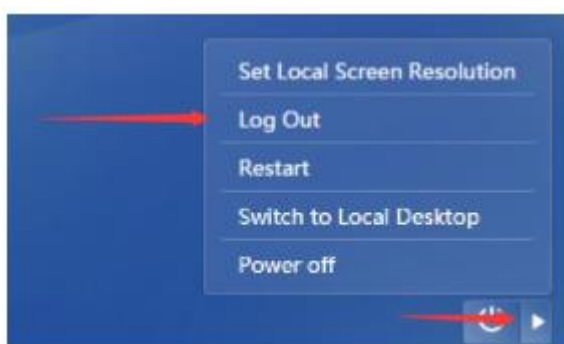 Set Local Screen Resolution
Log Out
Restart
Switch to Local Desktop
Power off